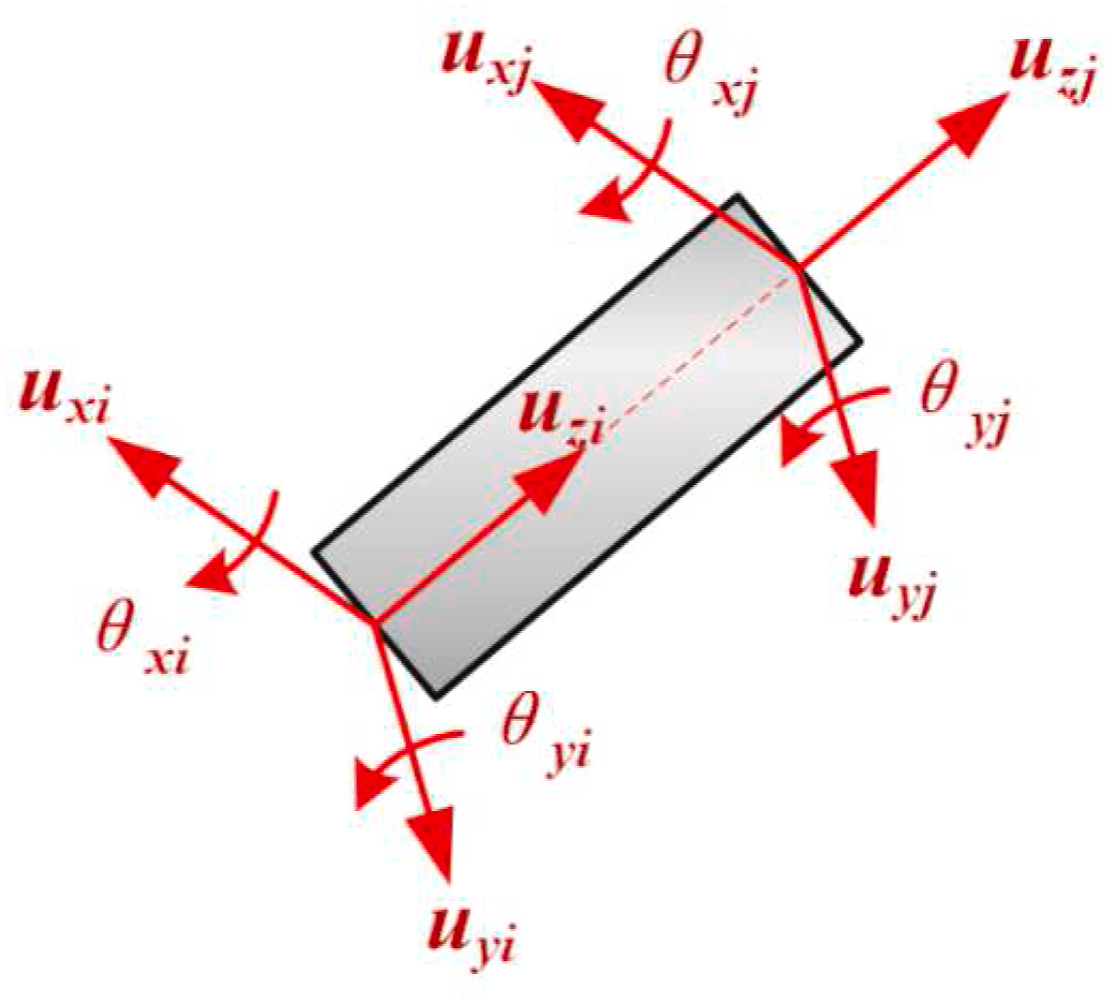 u xj
θ xj
u zj
u xi
u zi
θ yj
u yj
θ xi
θ yi
u yi